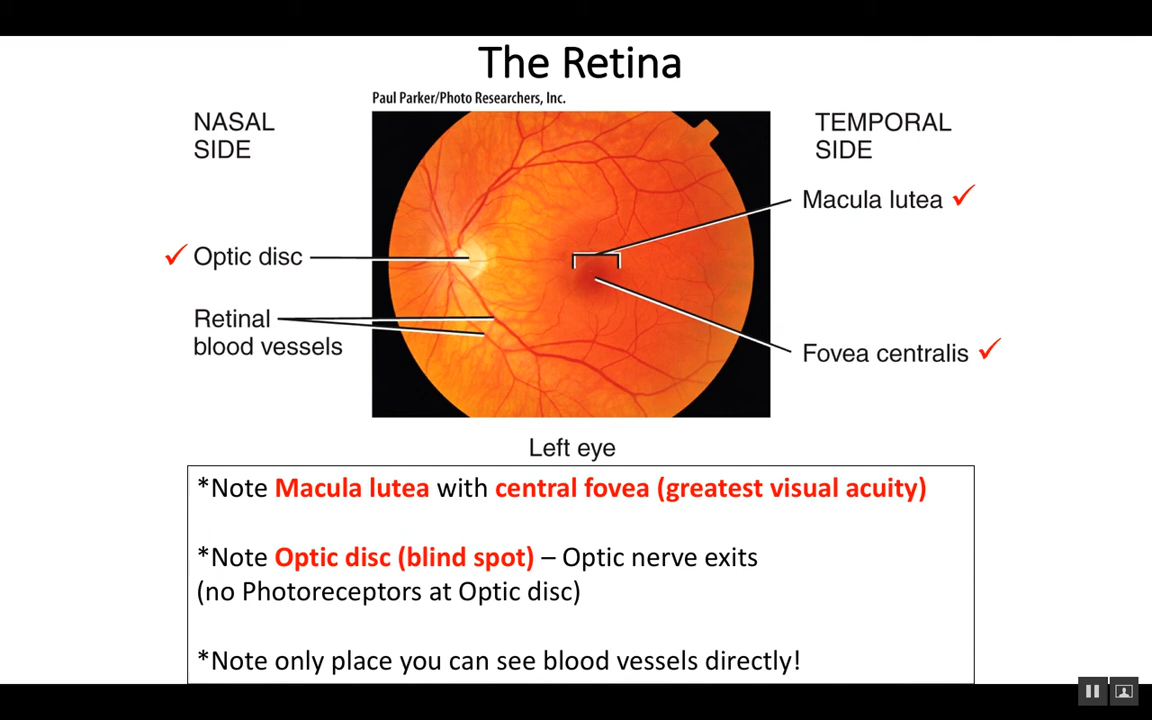 The Retina
Paul Parker/Photo Researchers, Inc.
NASAL
SIDE
TEMPORAL
SIDE
Macula lutea
Optic disc
Retinal
blood vessels
Fovea centralis
Left eye
*Note Macula lutea with central fovea (greatest visual acuity)
*Note Optic disc (blind spot) – Optic nerve exits
(no Photoreceptors at Optic disc)
*Note only place you can see blood vessels directly!